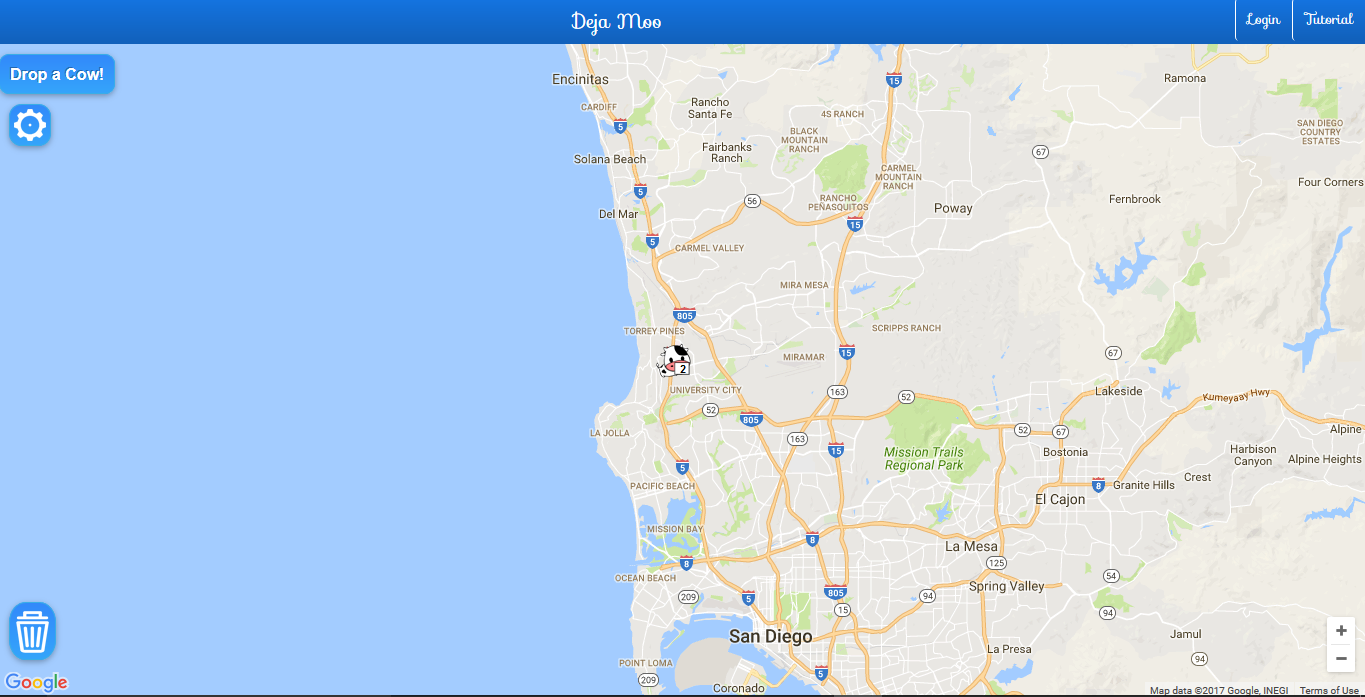 Deja Moo
Login
Tutorial
Drop a Cow!
Encinitas
15
Ramona
CARDIFF
Rancho
Santa Fe
4S RANCH
5
BLACK
MOUNTAIN
RANCH
SAN DIEGO
COUNTRY
ESTATES
Solana Beach
Fairbanks
Ranch
67
CARMEL
MOUNTAIN
RANCH
Four Corners
5
56
RANCHO
PEÑASQUITOS
Fernbrook
Del Mar
15
Poway
5
CARMEL VALLEY
MIRA MESA
805
TORREY PINES
SCRIPPS RANCH
2
MIRAMAR
15
67
UNIVERSITY CITY
163
52
Lakeside
Kumeyaay Hwy
52
805
LA JOLLA
163
52
67
Alpine
15
Mission Trails
Regional Park
Bostonia
Harbison
Canyon
Alpine Heights
5
Crest
PACIFIC BEACH
8
Granite Hills
El Cajon
MISSION BAY
8
La Mesa
8
125
OCEAN BEACH
54
Spring Valley
209
5
805
94
15
94
San Diego
Jamul
La Presa
POINT LOMA
94
209
5
Coronado
+
−
Google
Map data ©2017 Google, INEGI
Terms of Use